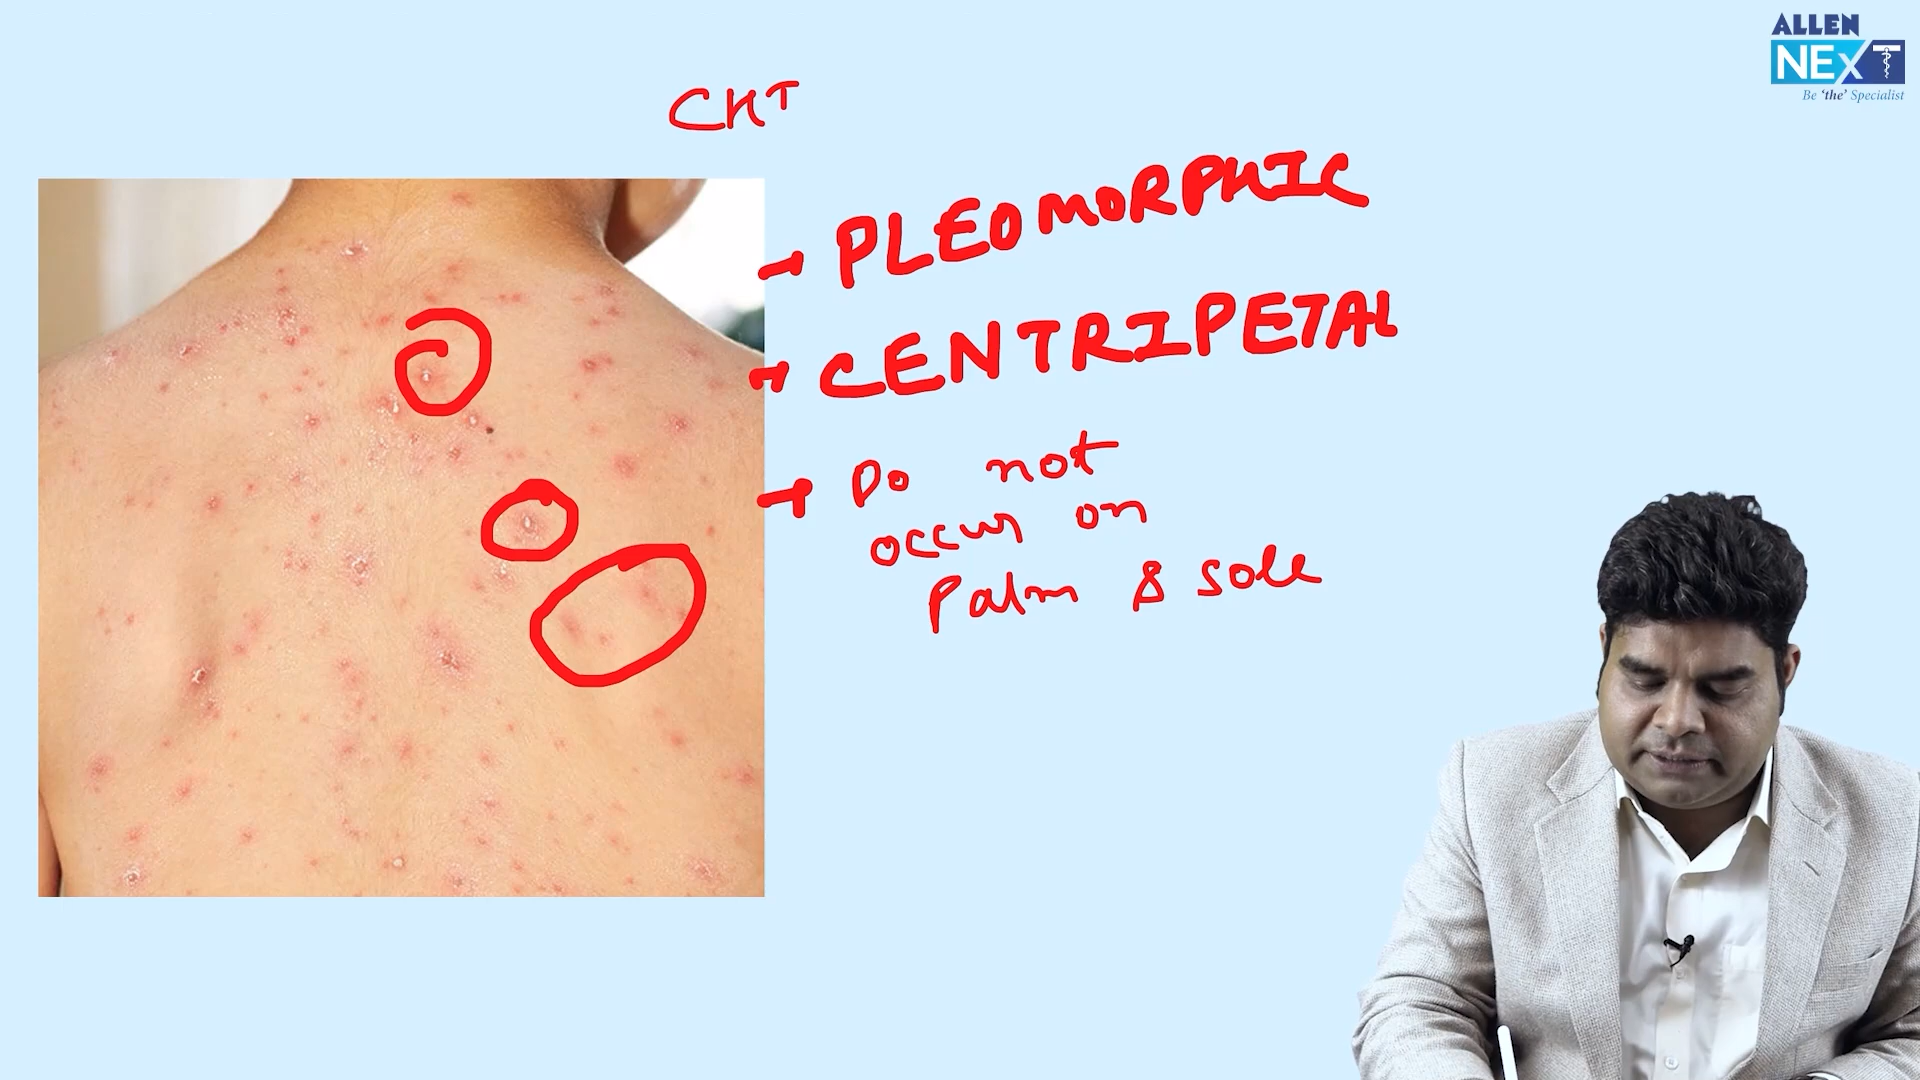 ALLEN
NEXT
Be 'the' Specialist
CHT
→ PLEOMORPHIC
→ CENTRIPETAL
→ Do not
occur on
Palm & sole